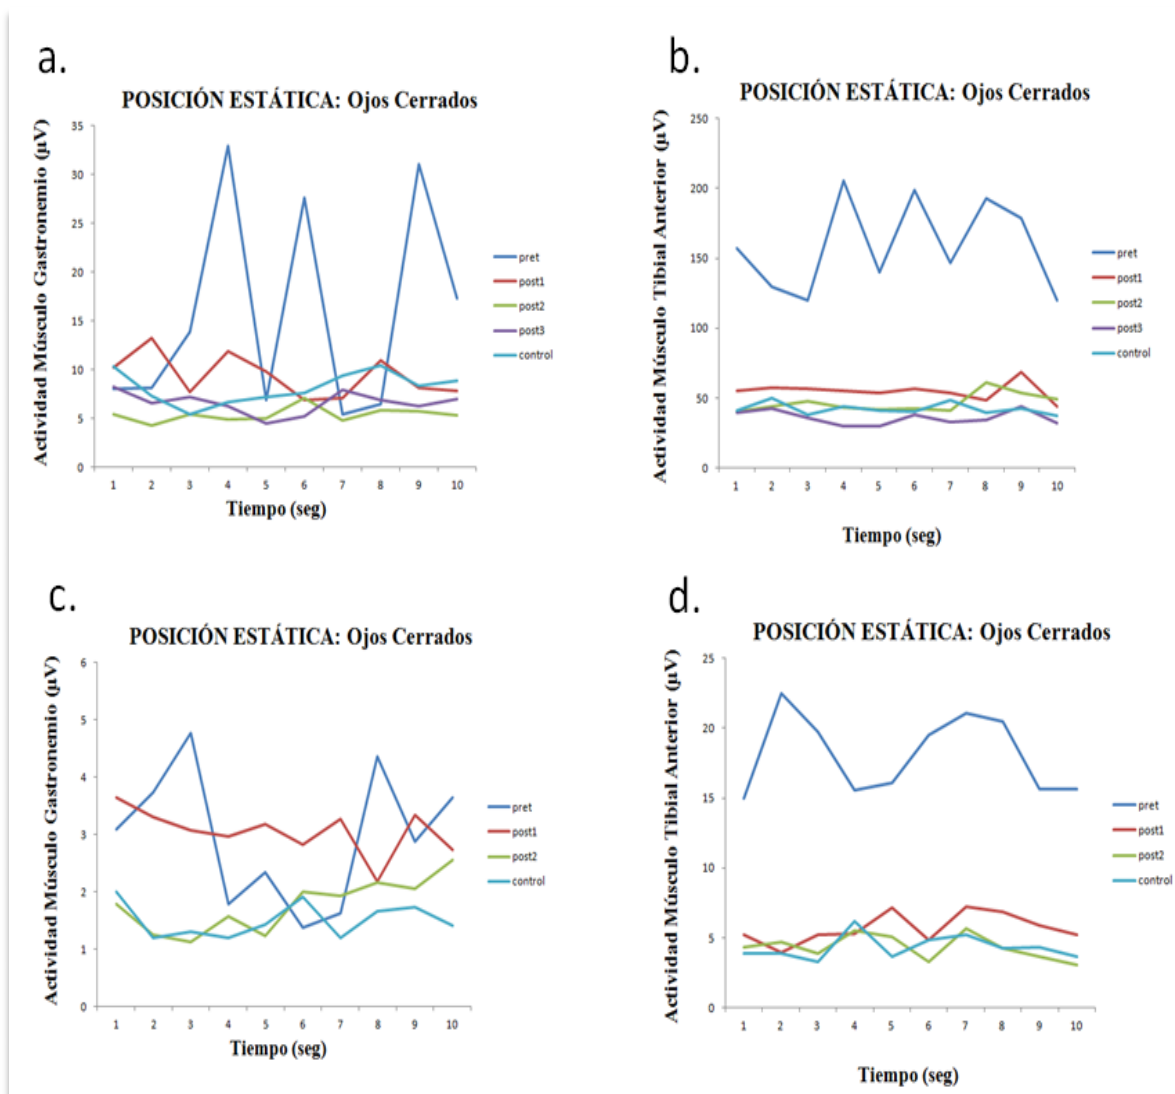 a.
POSICIÓN ESTÁTICA: Ojos Cerrados
Actividad Músculo Gastronemio (µV)
35
30
25
20
15
10
5
0
1 2 3 4 5 6 7 8 9 10
Tiempo (seg)
pret
post1
post2
post3
control
b.
POSICIÓN ESTÁTICA: Ojos Cerrados
Actividad Músculo Tibial Anterior (µV)
250
200
150
100
50
0
1 2 3 4 5 6 7 8 9 10
Tiempo (seg)
pret
post1
post2
post3
control
c.
POSICIÓN ESTÁTICA: Ojos Cerrados
Actividad Músculo Gastronemio (µV)
6
5
4
3
2
1
0
1 2 3 4 5 6 7 8 9 10
Tiempo (seg)
pret
post1
post2
control
d.
POSICIÓN ESTÁTICA: Ojos Cerrados
Actividad Músculo Tibial Anterior (µV)
25
20
15
10
5
0
1 2 3 4 5 6 7 8 9 10
Tiempo (seg)
pret
post1
post2
control